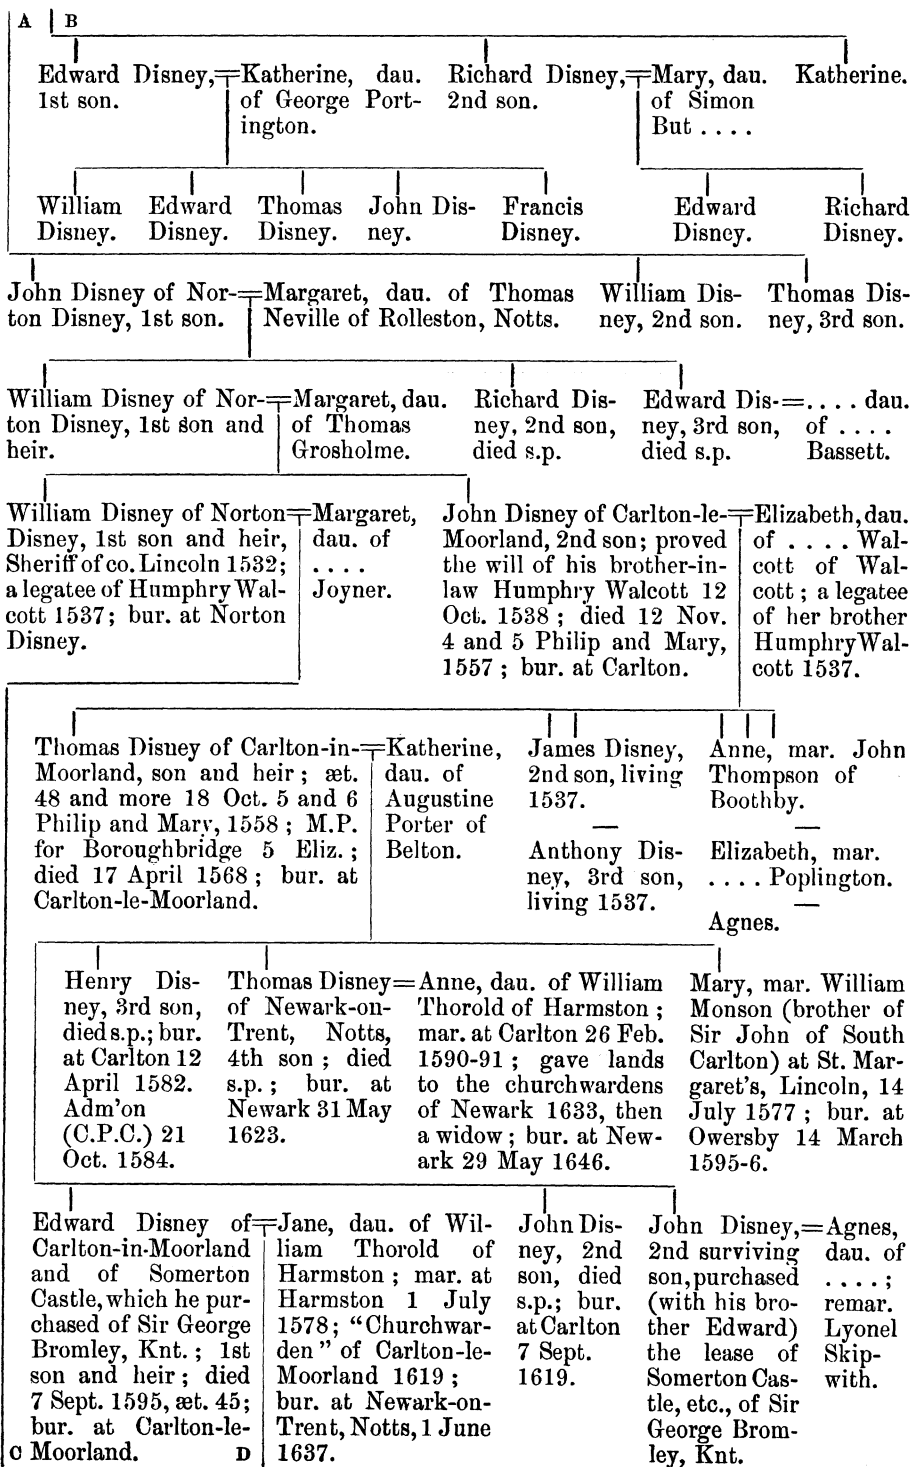 A | B
Edward Disney,
1st son.
Katherine, dau.
of George Port-
ington.
Richard Disney,
2nd son.
Mary, dau.
of Simon
But . . . .
Katherine.
William
Disney.
Edward
Disney.
Thomas
Disney.
John Dis-
ney.
Francis
Disney.
Edward
Disney.
Richard
Disney.
John Disney of Nor-
ton Disney, 1st son.
Margaret, dau. of Thomas
Neville of Rolleston, Notts.
William Dis-
ney, 2nd son.
Thomas Dis-
ney, 3rd son.
William Disney of Nor-
ton Disney, 1st son and
heir.
Margaret, dau.
of Thomas
Grosholme.
Richard Dis-
ney, 2nd son,
died s.p.
Edward Dis-
ney, 3rd son,
died s.p.
=. . . . dau.
of . . . .
Bassett.
William Disney of Norton
Disney, 1st son and heir,
Sheriff of co. Lincoln 1532;
a legatee of Humphry Wal-
cott 1537; bur. at Norton
Disney.
Margaret,
dau. of
. . . .
Joyner.
John Disney of Carlton-le-
Moorland, 2nd son; proved
the will of his brother-in-
law Humphry Walcott 12
Oct. 1538; died 12 Nov.
4 and 5 Philip and Mary,
1557; bur. at Carlton.
Elizabeth, dau.
of . . . . Wal-
cott of Wal-
cott; a legatee
of her brother
Humphry Wal-
cott 1537.
Thomas Disuey of Carlton-in-
Moorland, son and heir; æt.
48 and more 18 Oct. 5 and 6
Philip and Mary, 1558; M.P.
for Boroughbridge 5 Eliz.;
died 17 April 1568; bur. at
Carlton-le-Moorland.
Katherine,
dau. of
Augustine
Porter of
Belton.
James Disney,
2nd son, living
1537.
—
Anthony Dis-
ney, 3rd son,
living 1537.
Anne, mar. John
Thompson of
Boothby.
—
Elizabeth, mar.
. . . . Poplington.
—
Agnes.
Henry Dis-
ney, 3rd son,
died s.p.; bur.
at Carlton 12
April 1582.
Adm'on
(C.P.C.) 21
Oct. 1584.
Thomas Disney=
of Newark-on-
Trent, Notts,
4th son; died
s.p.; bur. at
Newark 31 May
1623.
Anne, dau. of William
Thorold of Harmston;
mar. at Carlton 26 Feb.
1590-91; gave lands
to the churchwardens
of Newark 1633, then
a widow; bur. at New-
ark 29 May 1646.
Mary, mar. William
Monson (brother of
Sir John of South
Carlton) at St. Mar-
garet's, Lincoln, 14
July 1577; bur. at
Owersby 14 March
1595-6.
Edward Disney of
Carlton-in-Moorland
and of Somerton
Castle, which he pur-
chased of Sir George
Bromley, Knt.; 1st
son and heir; died
7 Sept. 1595, æt. 45;
bur. at Carlton-le-
C Moorland. D
Jane, dau. of Wil-
liam Thorold of
Harmston; mar. at
Harmston 1 July
1578; "Churchwar-
den" of Carlton-le-
Moorland 1619;
bur. at Newark-on-
Trent, Notts, 1 June
1637.
John Dis-
ney, 2nd
son, died
s.p.; bur.
at Carlton
7 Sept.
1619.
John Disney,=
2nd surviving
son, purchased
(with his bro-
ther Edward)
the lease of
Somerton Cas-
tle, etc., of Sir
George Brom-
ley, Knt.
Agnes,
dau. of
. . . . ;
remar.
Lyonel
Skip-
with.